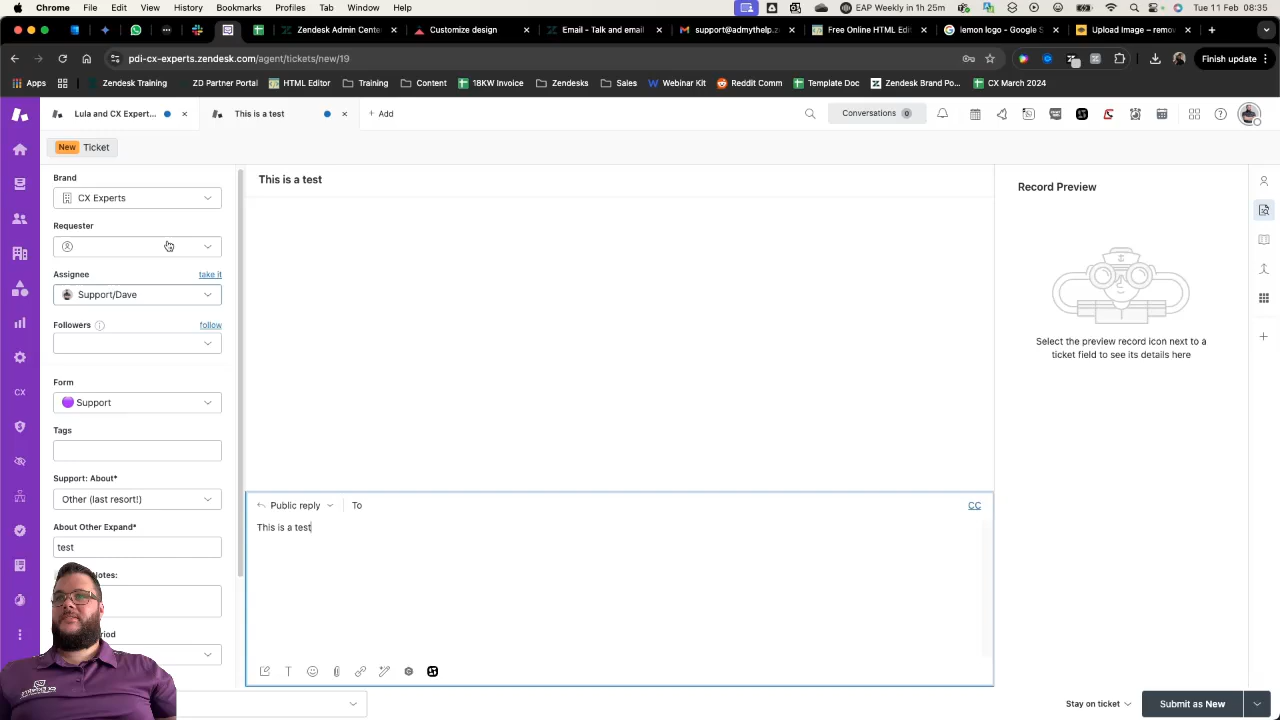 Chrome File Edit View History Bookmarks Profiles Tab Window Help
EAP Weekly in 1h 25m
Wed 11 Jun 08:35
Zendesk Admin Cente
Customize design
Email - Talk and email
support@admyhelp.z
Free Online HTML Edi
lemon logo - Google S
Upload Image – remo
pdi-cx-experts.zendesk.com/agent/tickets/new/19
Finish update
Apps
Zendesk Training
ZD Partner Portal
HTML Editor
Training
Content
18KW Invoice
Zendesks
Sales
Webinar Kit
Reddit Comm
Template Doc
Zendesk Brand Po...
CX March 2024
Lula and CX Expert...
This is a test
+ Add
Conversations 0
New Ticket
Brand
CX Experts
Requester
Assignee take it
Support/Dave
Followers follow
Form
Support
Tags
Support: About*
Other (last resort!)
About Other Expand*
test
Notes:
CX
This is a test
Public reply To CC
This is a test
Record Preview
Select the preview record icon next to a
ticket field to see its details here
Stay on ticket
Submit as New